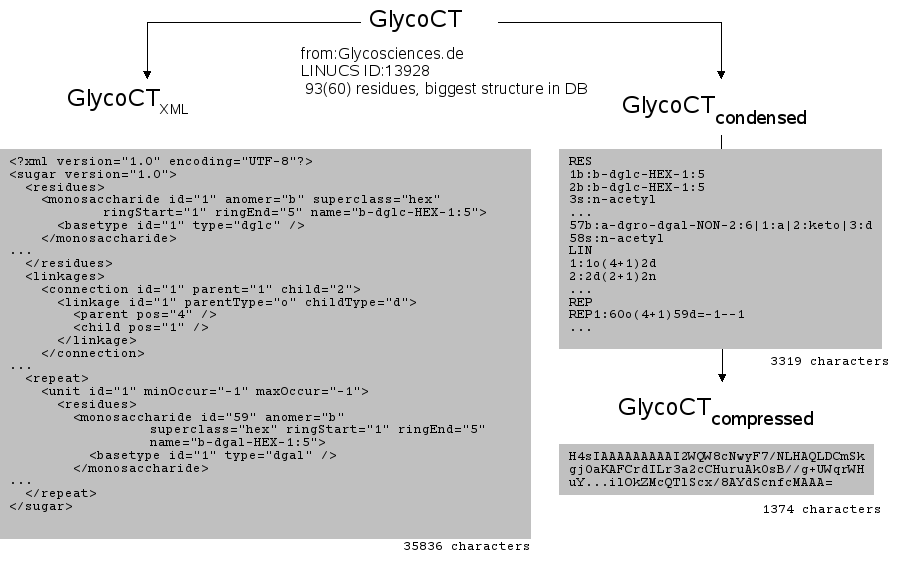 GlycoCT
from:Glycosciences.de
LINUCS ID:13928
93(60) residues, biggest structure in DB
GlycoCT XML
<?xml version="1.0" encoding="UTF-8"?>
<sugar version="1.0">
<residues>
<monosaccharide id="1" anomer="b" superclass="hex"
ringStart="1" ringEnd="5" name="b-dglc-HEX-1:5">
<basetype id="1" type="dglc" />
</monosaccharide>
...
</residues>
<linkages>
<connection id="1" parent="1" child="2">
<linkage id="1" parentType="o" childType="d">
<parent pos="4" />
<child pos="1" />
</linkage>
</connection>
...
<repeat>
<unit id="1" minOccur="-1" maxOccur="-1">
<residues>
<monosaccharide id="59" anomer="b"
superclass="hex" ringStart="1" ringEnd="5"
name="b-dgal-HEX-1:5">
<basetype id="1" type="dgal" />
</monosaccharide>
...
</repeat>
</sugar>
35836 characters
GlycoCT condensed
RES
1b:b-dglc-HEX-1:5
2b:b-dglc-HEX-1:5
3s:n-acetyl
...
57b:a-dgro-dgal-NON-2:6|1:a|2:keto|3:d
58s:n-acetyl
LIN
1:1o(4+1)2d
2:2d(2+1)2n
...
REP
REP1:60o(4+1)59d=-1--1
...
3319 characters
GlycoCT compressed
H4sIAAAAAAAAAI2WQW8cNwyF7/NLHAQLDCmSk
gj0aKAFCrdILr3a2cCHuruAk0sB//g+UWqrWH
uY...ilOkZMcQTlScx/8AYdScnfcMAAA=
1374 characters